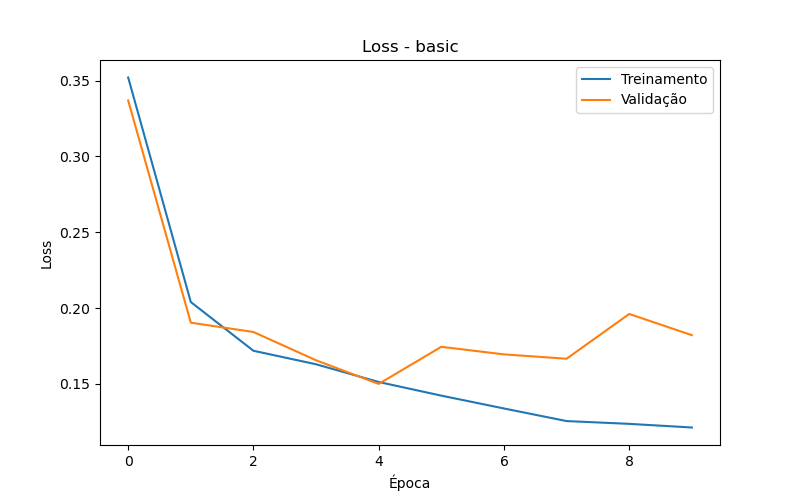 Loss - basic
Treinamento
Validação
0.35
0.30
0.25
0.20
0.15
Loss
0
2
4
6
8
Época